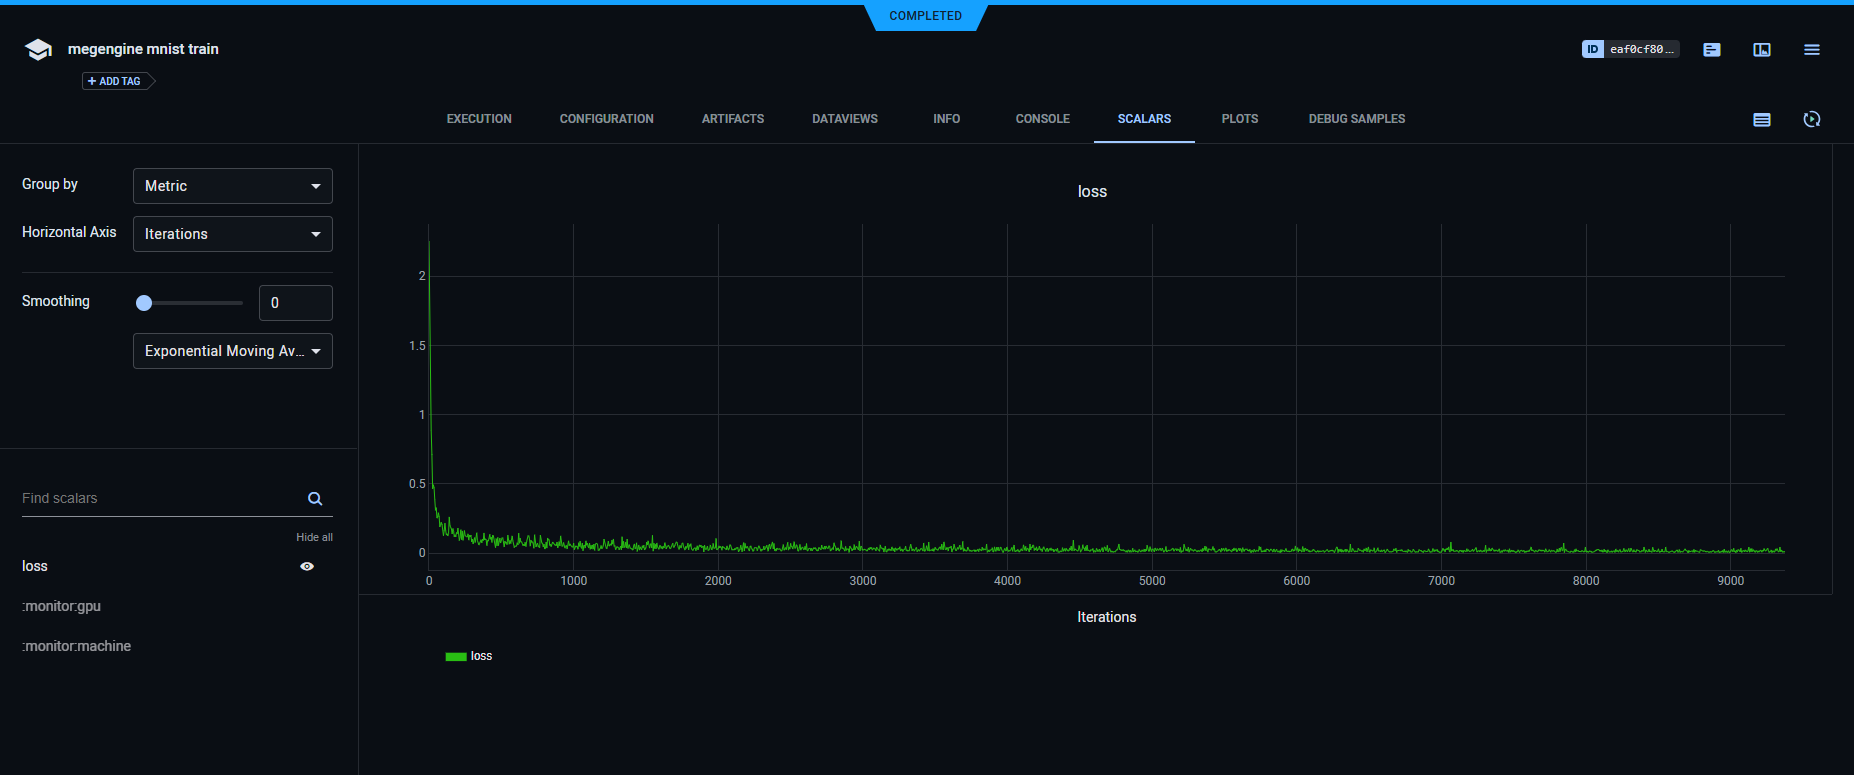 COMPLETED
megengine mnist train
ID eaf0cf80...
+ ADD TAG
EXECUTION CONFIGURATION ARTIFACTS DATAVIEWS INFO CONSOLE SCALARS PLOTS DEBUG SAMPLES
Group by Metric
Horizontal Axis Iterations
Smoothing 0
Exponential Moving Av...
Find scalars
Hide all
loss
:monitor:gpu
:monitor:machine
loss
2
1.5
1
0.5
0
0 1000 2000 3000 4000 5000 6000 7000 8000 9000
Iterations
loss